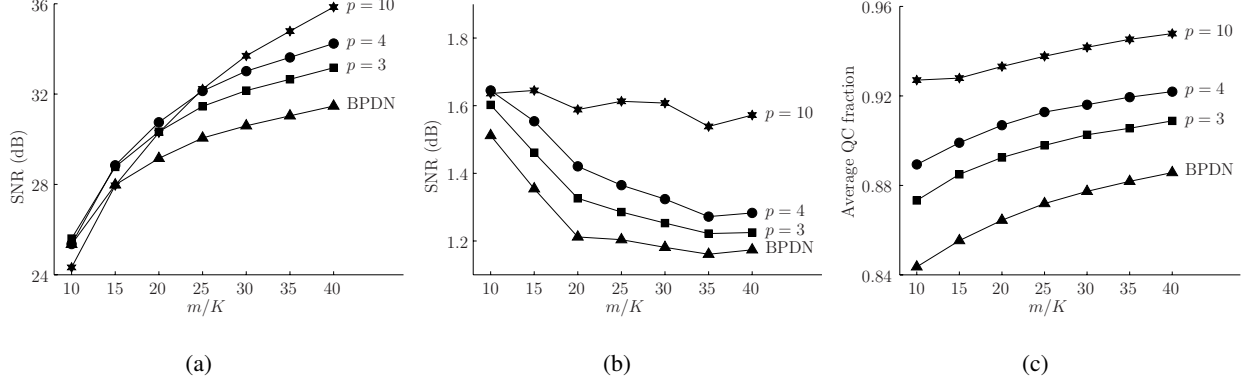 36
32
28
24
SNR (dB)
10 15 20 25 30 35 40
m/K
p = 10
p = 4
p = 3
BPDN
(a)
1.8
1.6
1.4
1.2
SNR (dB)
10 15 20 25 30 35 40
m/K
p = 10
p = 4
p = 3
BPDN
(b)
0.96
0.92
0.88
0.84
Average QC fraction
10 15 20 25 30 35 40
m/K
p = 10
p = 4
p = 3
BPDN
(c)